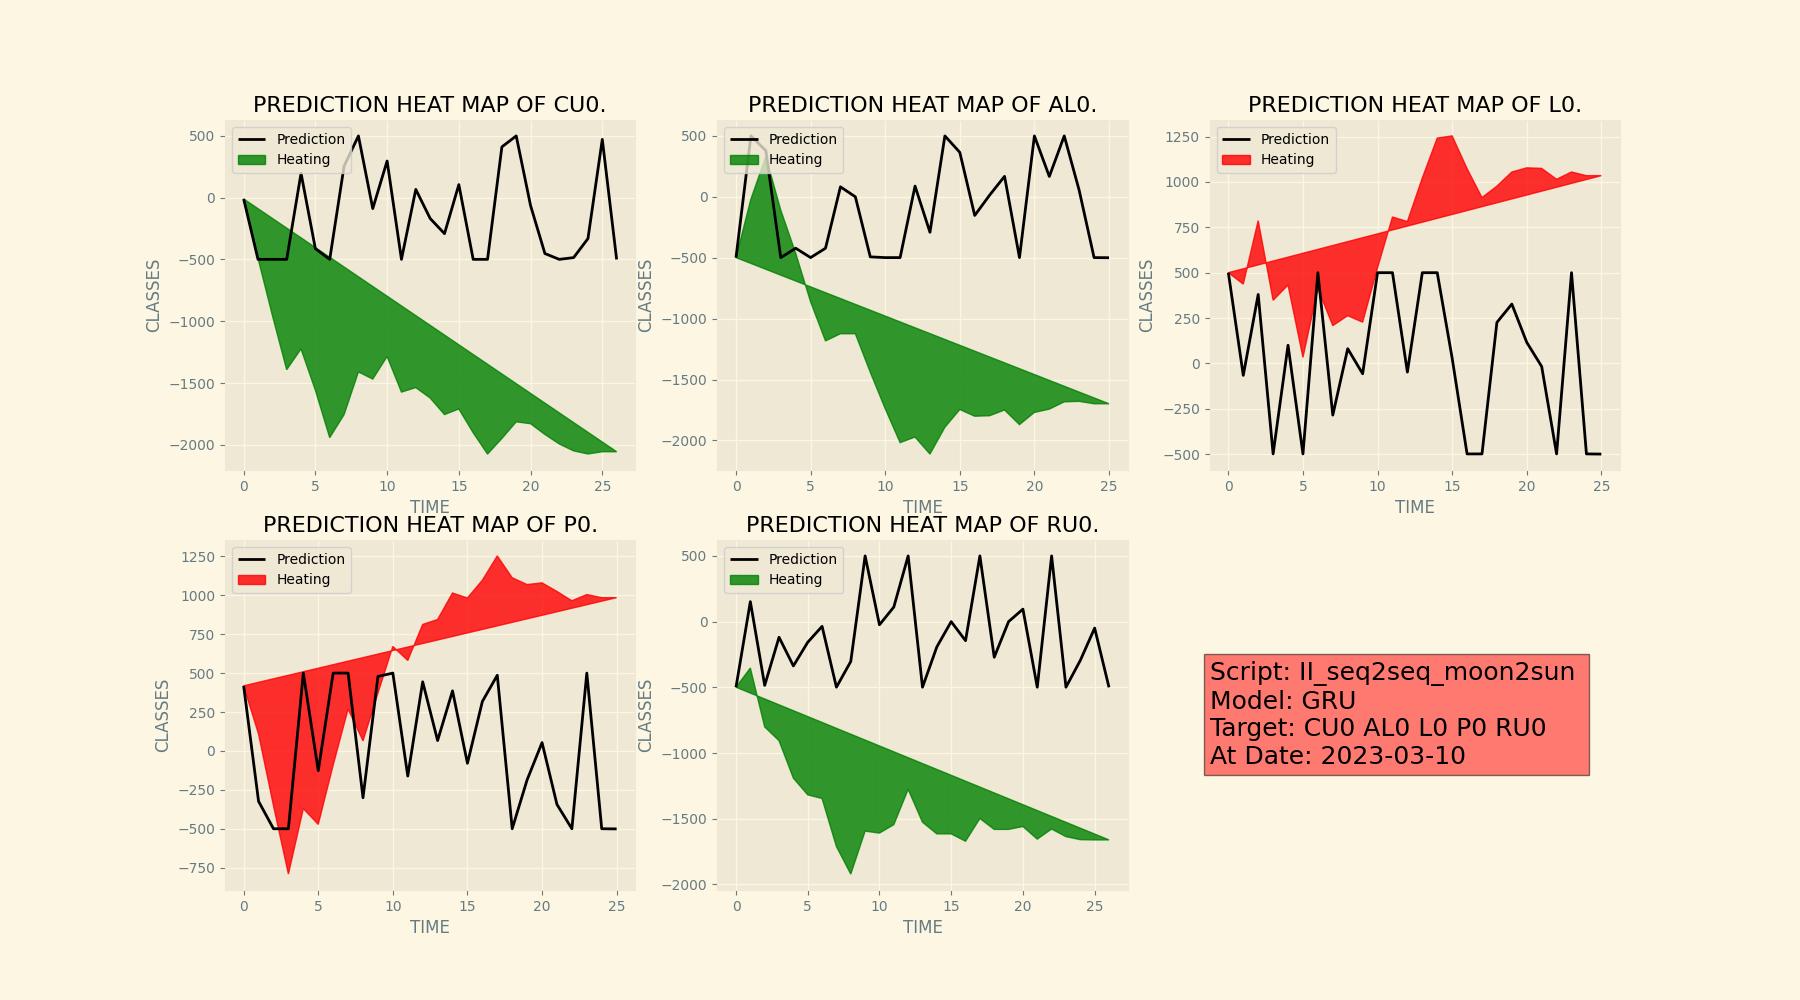 PREDICTION HEAT MAP OF CU0.
Prediction
Heating
500
0
−500
−1000
−1500
−2000
CLASSES
0 5 10 15 20 25
TIME
PREDICTION HEAT MAP OF AL0.
Prediction
Heating
500
0
−500
−1000
−1500
−2000
CLASSES
0 5 10 15 20 25
TIME
PREDICTION HEAT MAP OF L0.
Prediction
Heating
1250
1000
750
500
250
0
−250
−500
CLASSES
0 5 10 15 20 25
TIME
PREDICTION HEAT MAP OF P0.
Prediction
Heating
1250
1000
750
500
250
0
−250
−500
−750
CLASSES
0 5 10 15 20 25
TIME
PREDICTION HEAT MAP OF RU0.
Prediction
Heating
500
0
−500
−1000
−1500
−2000
CLASSES
0 5 10 15 20 25
TIME
Script: II_seq2seq_moon2sun
Model: GRU
Target: CU0 AL0 L0 P0 RU0
At Date: 2023-03-10